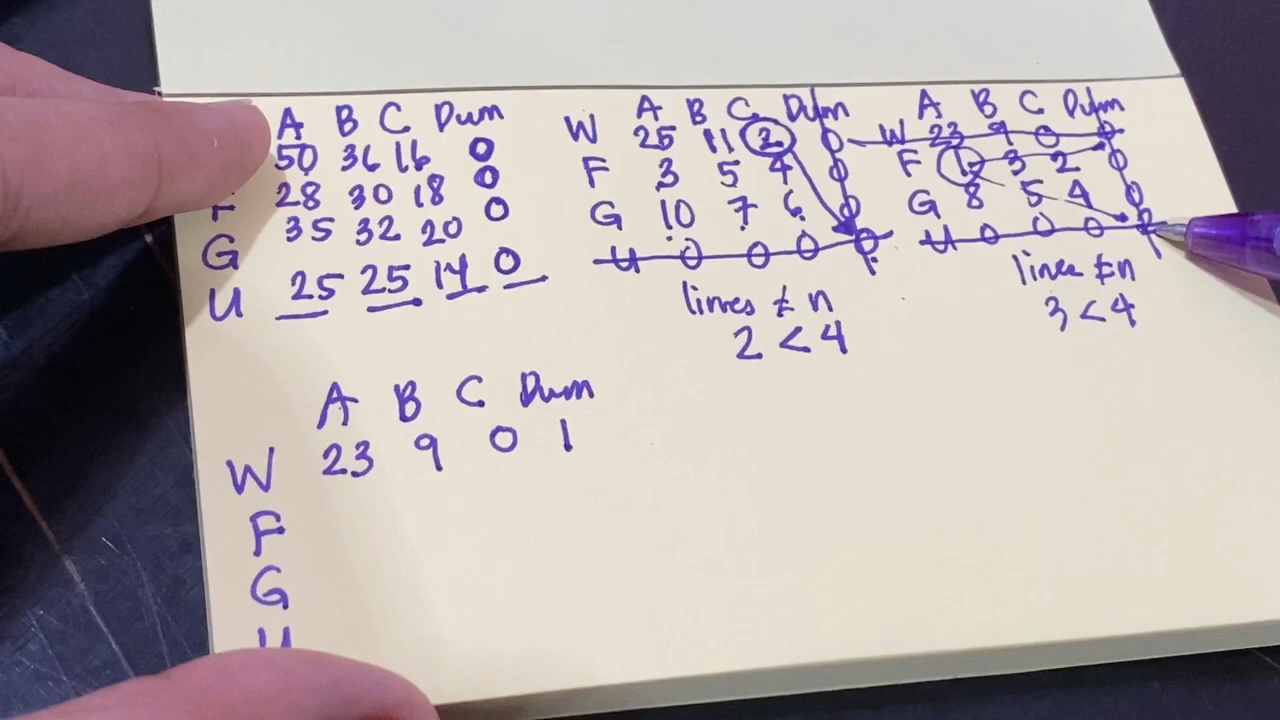 A B C Dum
50 36 16 0
F 28 30 18 0
G 35 32 20 0
U 25 25 14 0
A B C Dum
W 25 11 2 0
F 3 5 4 0
G 10 7 6 0
U 0 0 0 0
lines ≠ n
2 < 4
A B C Dum
W 23 9 0 0
F 1 3 2 0
G 8 5 4 0
U 0 0 0 2
lines ≠ n
3 < 4
A B C Dum
W 23 9 0 1
F
G
U